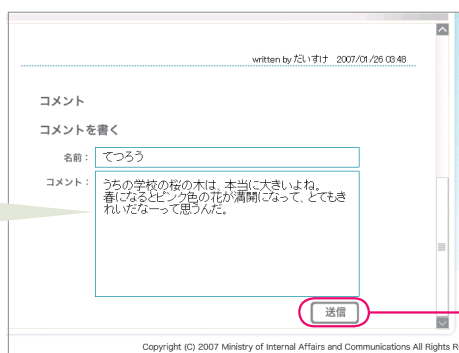 written by だいすけ 2007/01/26 03:48
コメント
コメントを書く
名前： てつろう
コメント： うちの学校の桜の木は、本当に大きいよね。
春になるとピンク色の花が満開になって、とてもき
れいだなーって思うんだ。
送信
Copyright (C) 2007 Ministry of Internal Affairs and Communications All Rights R